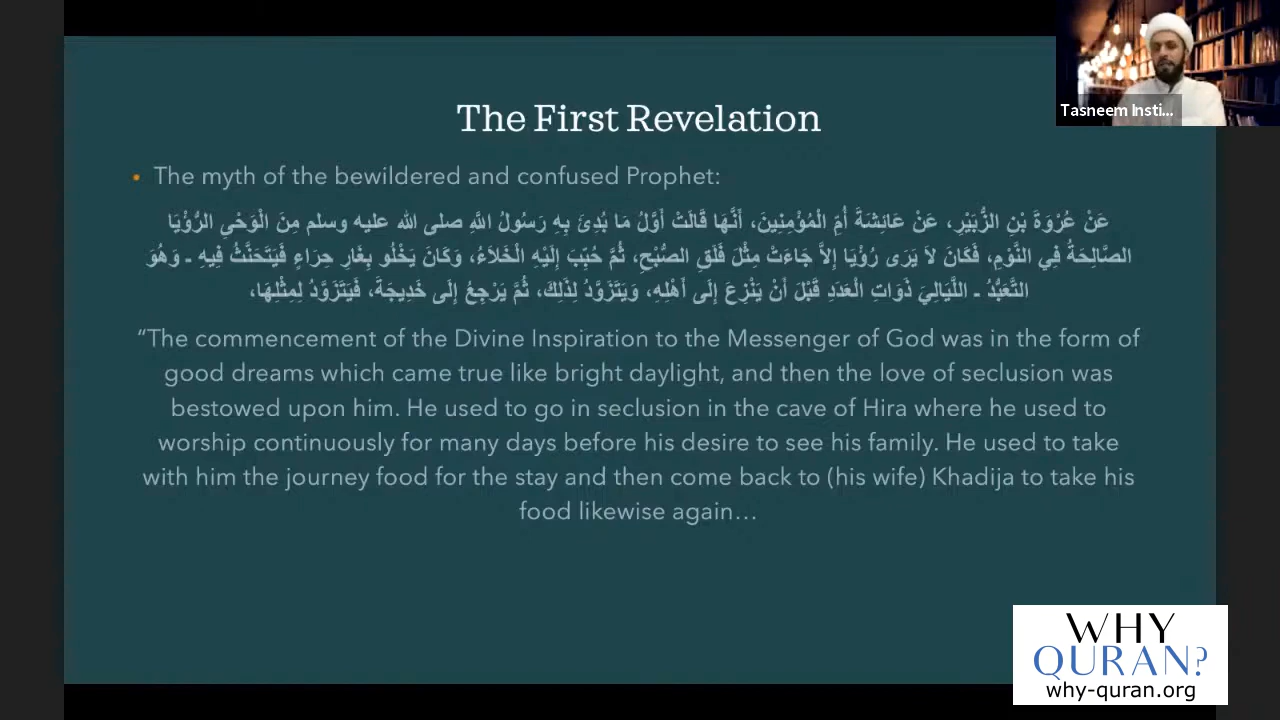 The First Revelation
• The myth of the bewildered and confused Prophet:
عَنْ عُرْوَةَ بْنِ الزُّبَيْرِ، عَنْ عَائِشَةَ أُمِّ الْمُؤْمِنِينَ، أَنَّهَا قَالَتْ أَوَّلُ مَا بُدِئَ بِهِ رَسُولُ اللَّهِ صلى الله عليه وسلم مِنَ الْوَحْىِ الرُّؤْيَا
الصَّالِحَةُ فِي النَّوْمِ، فَكَانَ لاَ يَرَى رُؤْيَا إِلاَّ جَاءَتْ مِثْلَ فَلَقِ الصُّبْحِ، ثُمَّ حُبِّبَ إِلَيْهِ الْخَلاَءُ، وَكَانَ يَخْلُو بِغَارِ حِرَاءٍ فَيَتَحَنَّثُ فِيهِ ـ وَهُوَ
التَّعَبُّدُ ـ اللَّيَالِيَ ذَوَاتِ الْعَدَدِ قَبْلَ أَنْ يَنْزِعَ إِلَى أَهْلِهِ، وَيَتَزَوَّدُ لِذَلِكَ، ثُمَّ يَرْجِعُ إِلَى خَدِيجَةَ، فَيَتَزَوَّدُ لِمِثْلِهَا،
“The commencement of the Divine Inspiration to the Messenger of God was in the form of
good dreams which came true like bright daylight, and then the love of seclusion was
bestowed upon him. He used to go in seclusion in the cave of Hira where he used to
worship continuously for many days before his desire to see his family. He used to take
with him the journey food for the stay and then come back to (his wife) Khadija to take his
food likewise again…
Tasneem Insti...
WHY
QURAN?
why-quran.org